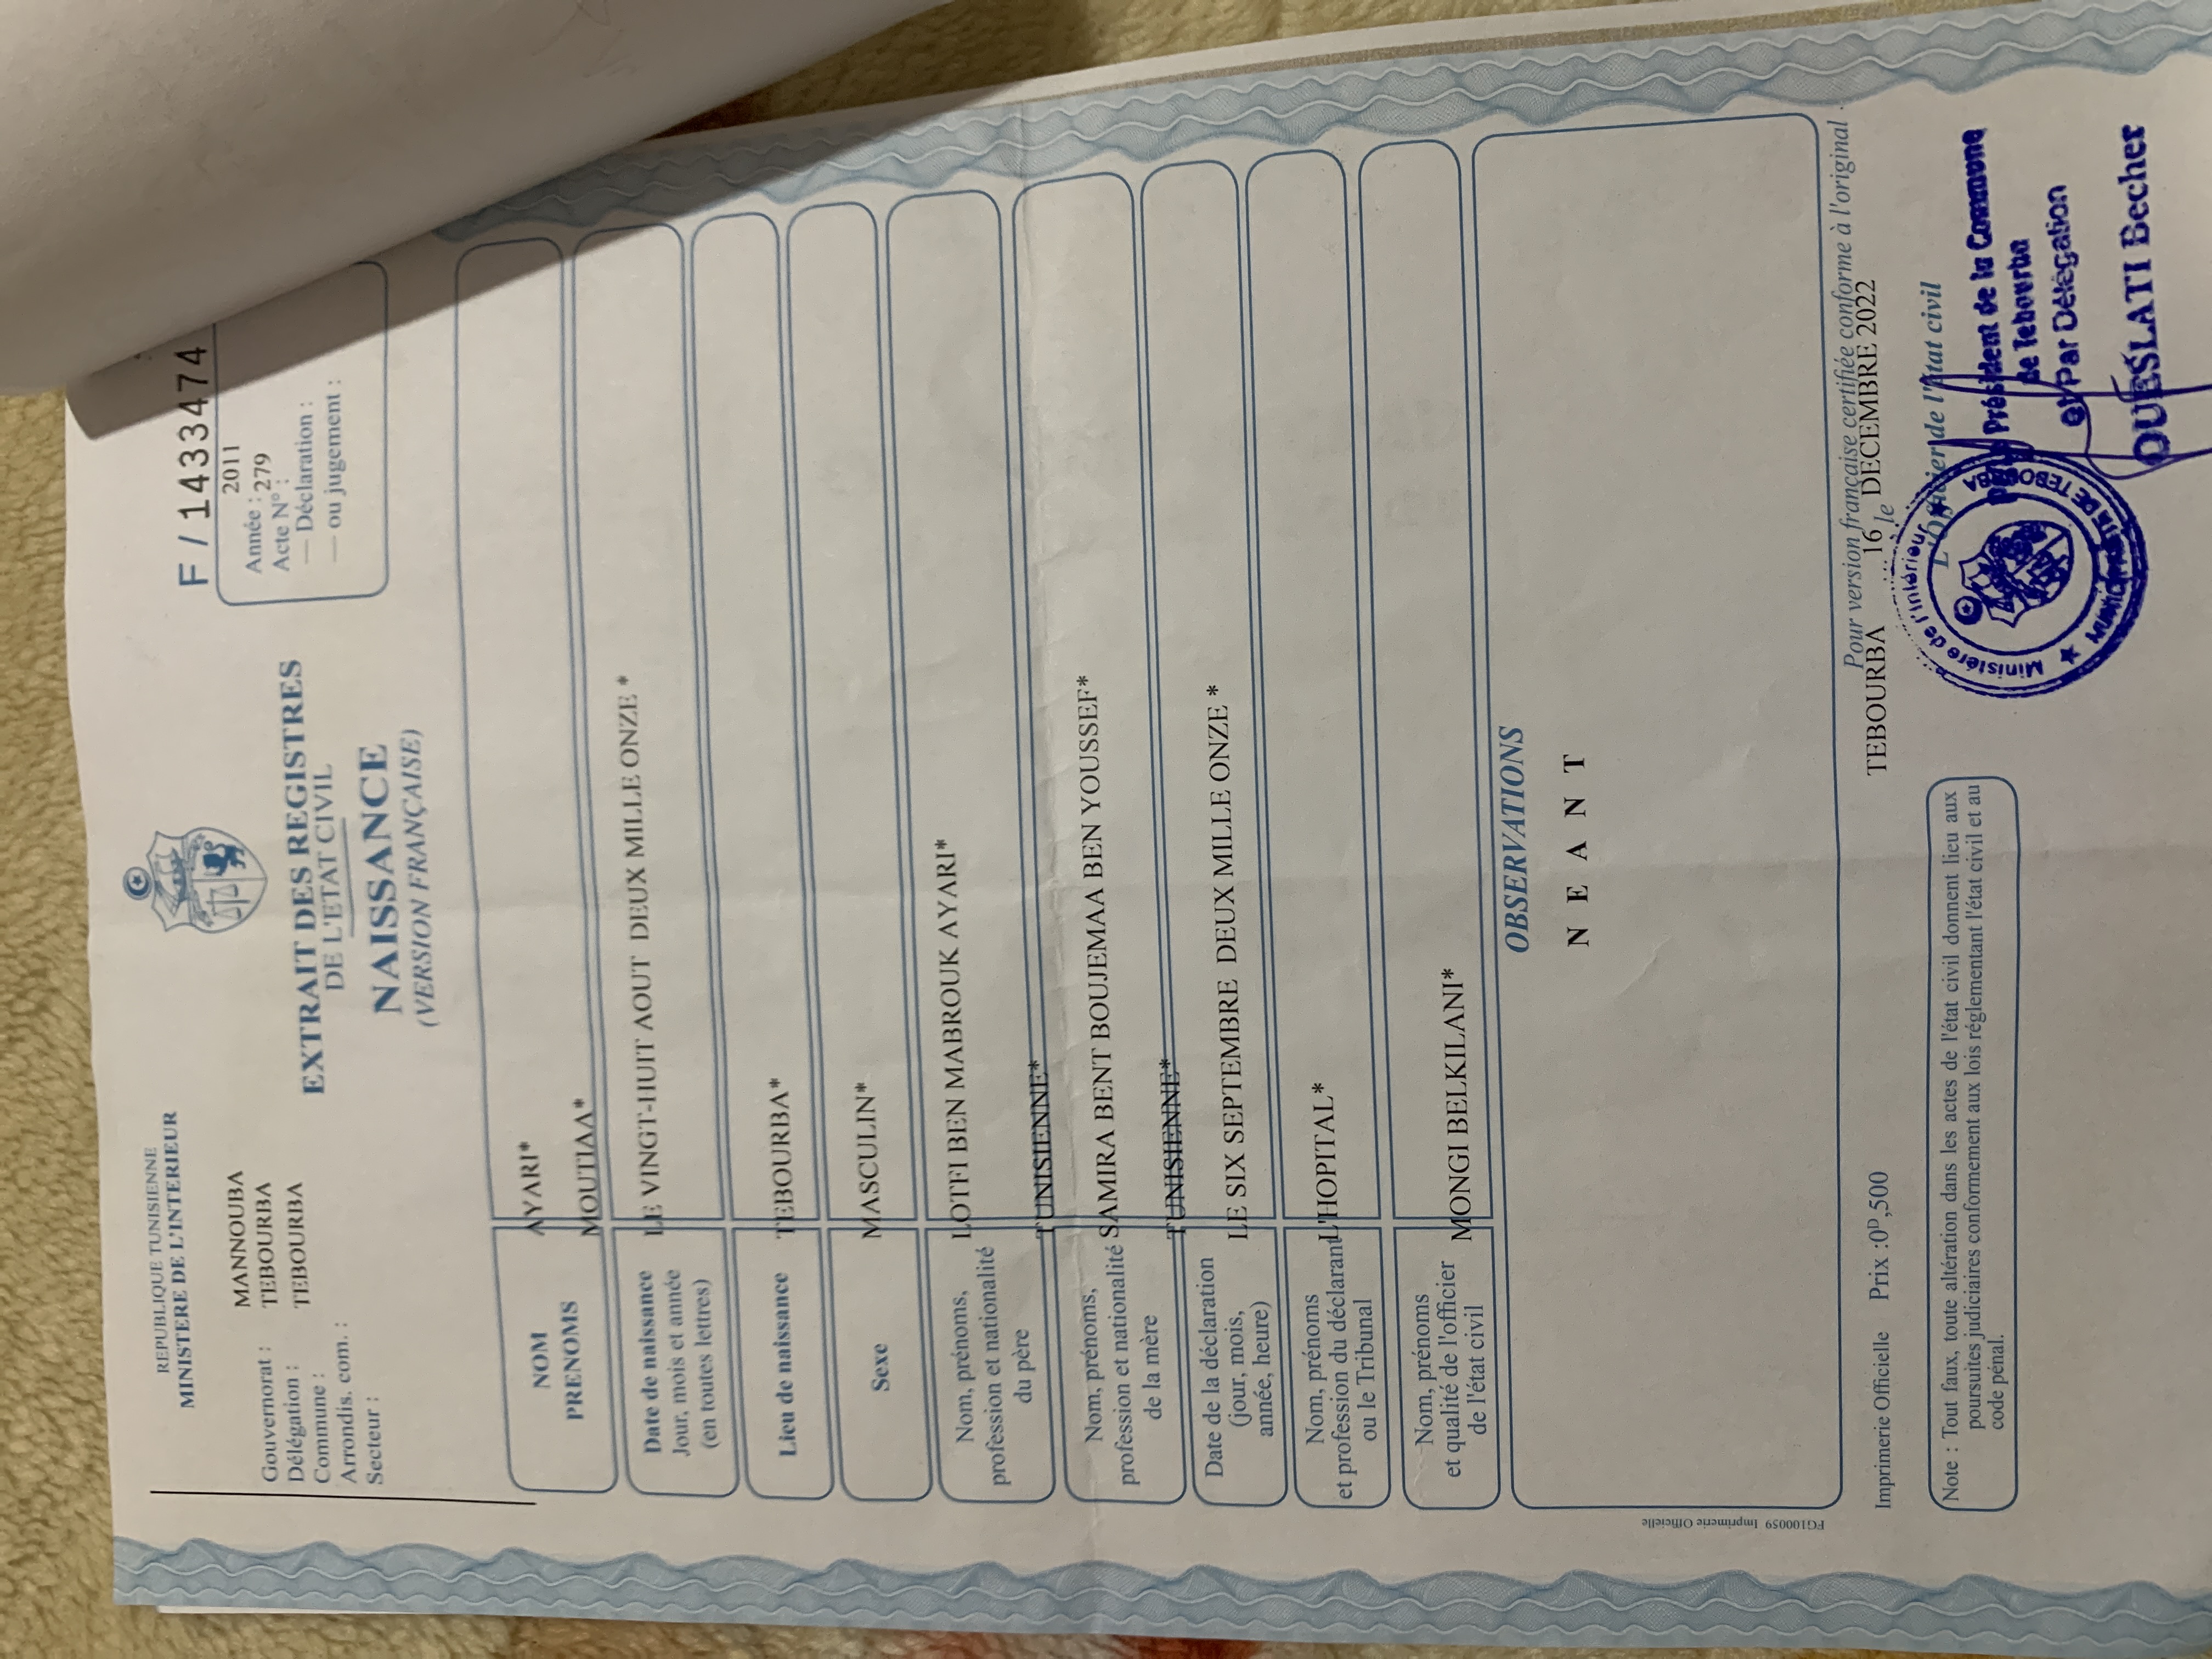 REPUBLIQUE TUNISIENNE
MINISTERE DE L'INTERIEUR
Gouvernorat : MANNOUBA
Délégation : TEBOURBA
Commune : TEBOURBA
Arrondis. com. :
Secteur :
EXTRAIT DES REGISTRES
DE L'ETAT CIVIL
NAISSANCE
(VERSION FRANÇAISE)
F / 14334474
Année : 2011
Acte N° : 279
— Déclaration :
— ou jugement :
NOM AYARI*
PRENOMS MOUTIAA*
Date de naissance LE VINGT-HUIT AOUT DEUX MILLE ONZE *
Jour, mois et année
(en toutes lettres)
Lieu de naissance TEBOURBA*
Sexe MASCULIN*
Nom, prénoms, LOTFI BEN MABROUK AYARI*
profession et nationalité
du père TUNISIENNE*
Nom, prénoms, SAMIRA BENT BOUJEMAA BEN YOUSSEF*
profession et nationalité
de la mère TUNISIENNE*
Date de la déclaration LE SIX SEPTEMBRE DEUX MILLE ONZE *
(jour, mois,
année, heure)
Nom, prénoms L'HOPITAL*
et profession du déclarant
ou le Tribunal
Nom, prénoms MONGI BELKILANI*
et qualité de l'officier
de l'état civil
OBSERVATIONS
N E A N T
FG100059 Imprimerie Officielle
Pour version française certifiée conforme à l'original
Imprimerie Officielle Prix :0D,500 TEBOURBA le 16 DECEMBRE 2022
L'Officier de l'état civil
Note : Tout faux, toute altération dans les actes de l'état civil donnent lieu aux
poursuites judiciaires conformement aux lois réglementant l'état civil et au
code pénal.
Ministére de l'intérieur
MUNICIPALITE DE TEBOURBA
Président de la Commune
de Tebourba
et Par Délégation
OUESLATI Becher